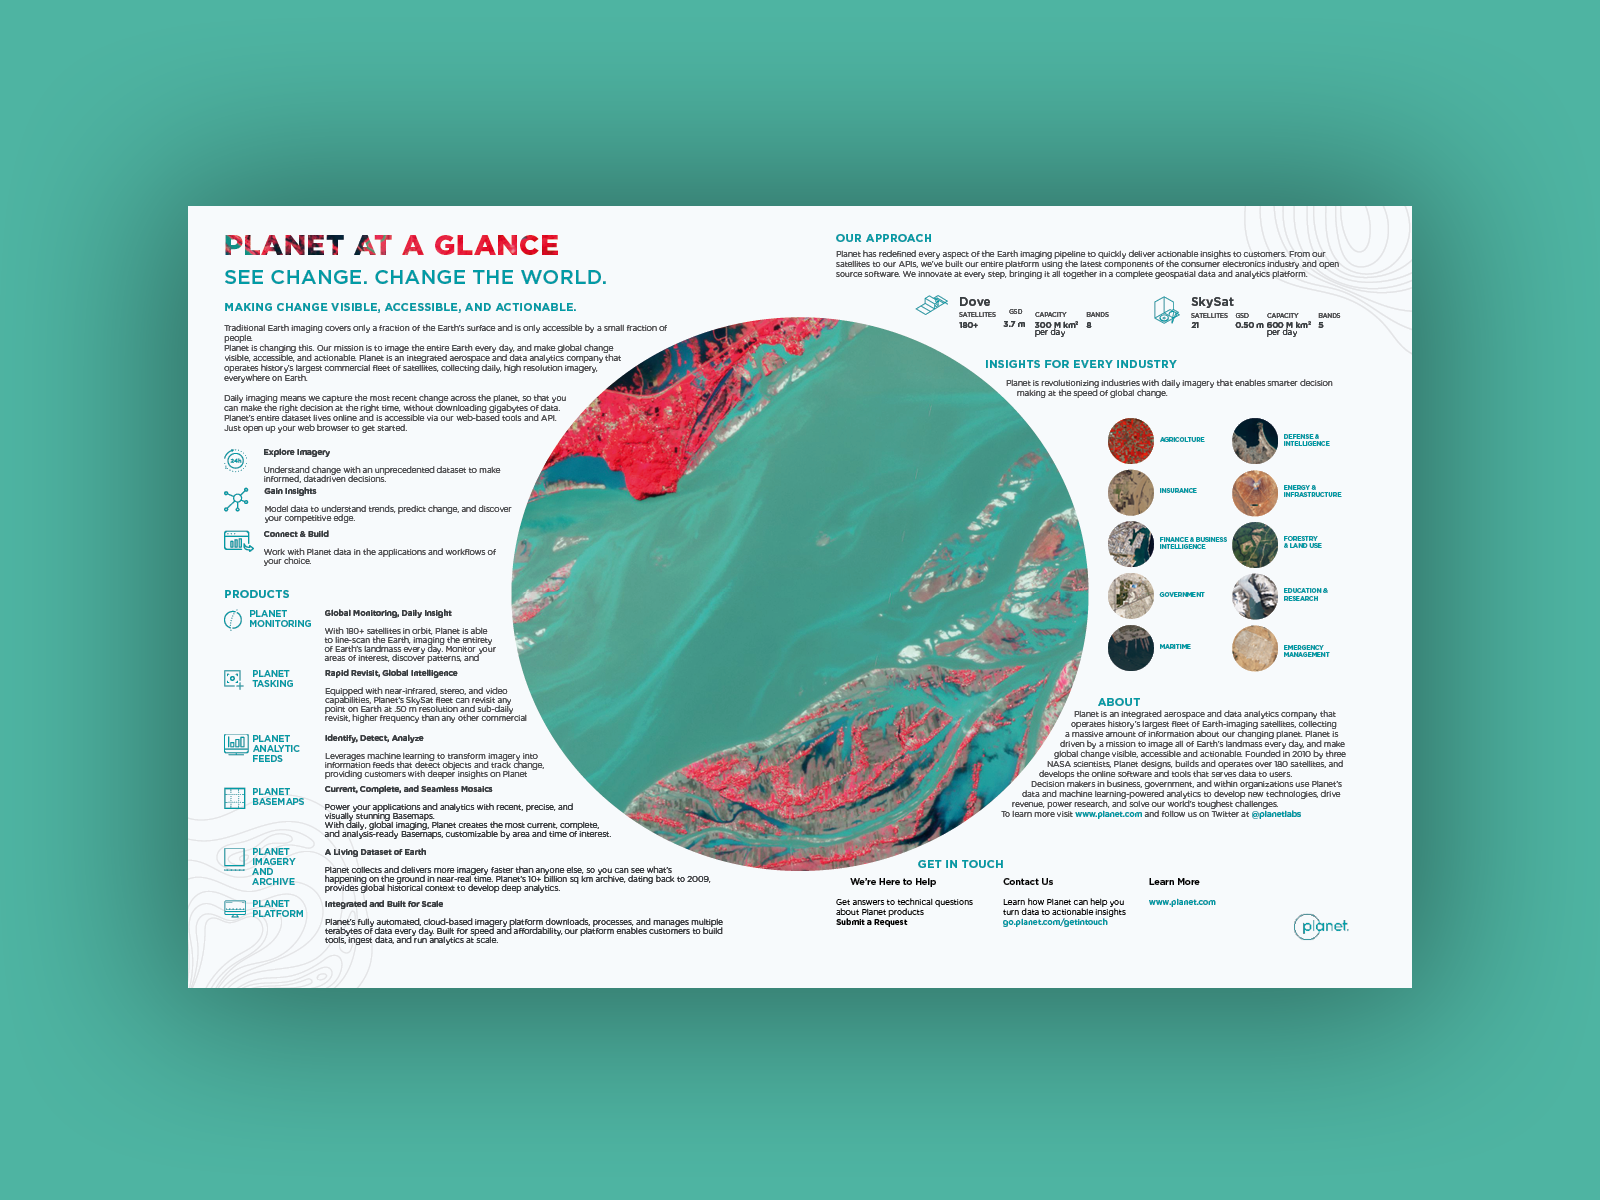 PLANET AT A GLANCE
SEE CHANGE. CHANGE THE WORLD.
MAKING CHANGE VISIBLE, ACCESSIBLE, AND ACTIONABLE.
Traditional Earth imaging covers only a fraction of the Earth's surface and is only accessible by a small fraction of
people.
Planet is changing this. Our mission is to image the entire Earth every day, and make global change
visible, accessible, and actionable. Planet is an integrated aerospace and data analytics company that
operates history's largest commercial fleet of satellites, collecting daily, high resolution imagery,
everywhere on Earth.
Daily imaging means we capture the most recent change across the planet, so that you
can make the right decision at the right time, without downloading gigabytes of data.
Planet's entire dataset lives online and is accessible via our web-based tools and API.
Just open up your web browser to get started.
24h
Explore Imagery
Understand change with an unprecedented dataset to make
informed, datadriven decisions.
Gain Insights
Model data to understand trends, predict change, and discover
your competitive edge.
Connect & Build
Work with Planet data in the applications and workflows of
your choice.
PRODUCTS
PLANET
MONITORING
Global Monitoring, Daily Insight
With 180+ satellites in orbit, Planet is able
to line-scan the Earth, imaging the entirety
of Earth's landmass every day. Monitor your
areas of interest, discover patterns, and
PLANET
TASKING
Rapid Revisit, Global Intelligence
Equipped with near-infrared, stereo, and video
capabilities, Planet's SkySat fleet can revisit any
point on Earth at .50 m resolution and sub-daily
revisit, higher frequency than any other commercial
PLANET
ANALYTIC
FEEDS
Identify, Detect, Analyze
Leverages machine learning to transform imagery into
information feeds that detect objects and track change,
providing customers with deeper insights on Planet
PLANET
BASEMAPS
Current, Complete, and Seamless Mosaics
Power your applications and analytics with recent, precise, and
visually stunning Basemaps.
With daily, global imaging, Planet creates the most current, complete,
and analysis-ready Basemaps, customizable by area and time of interest.
PLANET
IMAGERY
AND
ARCHIVE
A Living Dataset of Earth
Planet collects and delivers more imagery faster than anyone else, so you can see what's
happening on the ground in near-real time. Planet's 10+ billion sq km archive, dating back to 2009,
provides global historical context to develop deep analytics.
PLANET
PLATFORM
Integrated and Built for Scale
Planet's fully automated, cloud-based imagery platform downloads, processes, and manages multiple
terabytes of data every day. Built for speed and affordability, our platform enables customers to build
tools, ingest data, and run analytics at scale.
OUR APPROACH
Planet has redefined every aspect of the Earth imaging pipeline to quickly deliver actionable insights to customers. From our
satellites to our APIs, we've built our entire platform using the latest components of the consumer electronics industry and open
source software. We innovate at every step, bringing it all together in a complete geospatial data and analytics platform.
Dove
SATELLITES GSD CAPACITY BANDS
180+ 3.7 m 300 M km² 8
per day
SkySat
SATELLITES GSD CAPACITY BANDS
21 0.50 m 600 M km² 5
per day
INSIGHTS FOR EVERY INDUSTRY
Planet is revolutionizing industries with daily imagery that enables smarter decision
making at the speed of global change.
AGRICOLTURE
DEFENSE &
INTELLIGENCE
INSURANCE
ENERGY &
INFRASTRUCTURE
FINANCE & BUSINESS
INTELLIGENCE
FORESTRY
& LAND USE
GOVERNMENT
EDUCATION &
RESEARCH
MARITIME
EMERGENCY
MANAGEMENT
ABOUT
Planet is an integrated aerospace and data analytics company that
operates history's largest fleet of Earth-imaging satellites, collecting
a massive amount of information about our changing planet. Planet is
driven by a mission to image all of Earth's landmass every day, and make
global change visible, accessible and actionable. Founded in 2010 by three
NASA scientists, Planet designs, builds and operates over 180 satellites, and
develops the online software and tools that serves data to users.
Decision makers in business, government, and within organizations use Planet's
data and machine learning-powered analytics to develop new technologies, drive
revenue, power research, and solve our world's toughest challenges.
To learn more visit www.planet.com and follow us on Twitter at @planetlabs
GET IN TOUCH
We're Here to Help
Get answers to technical questions
about Planet products
Submit a Request
Contact Us
Learn how Planet can help you
turn data to actionable insights
go.planet.com/getintouch
Learn More
www.planet.com
planet.